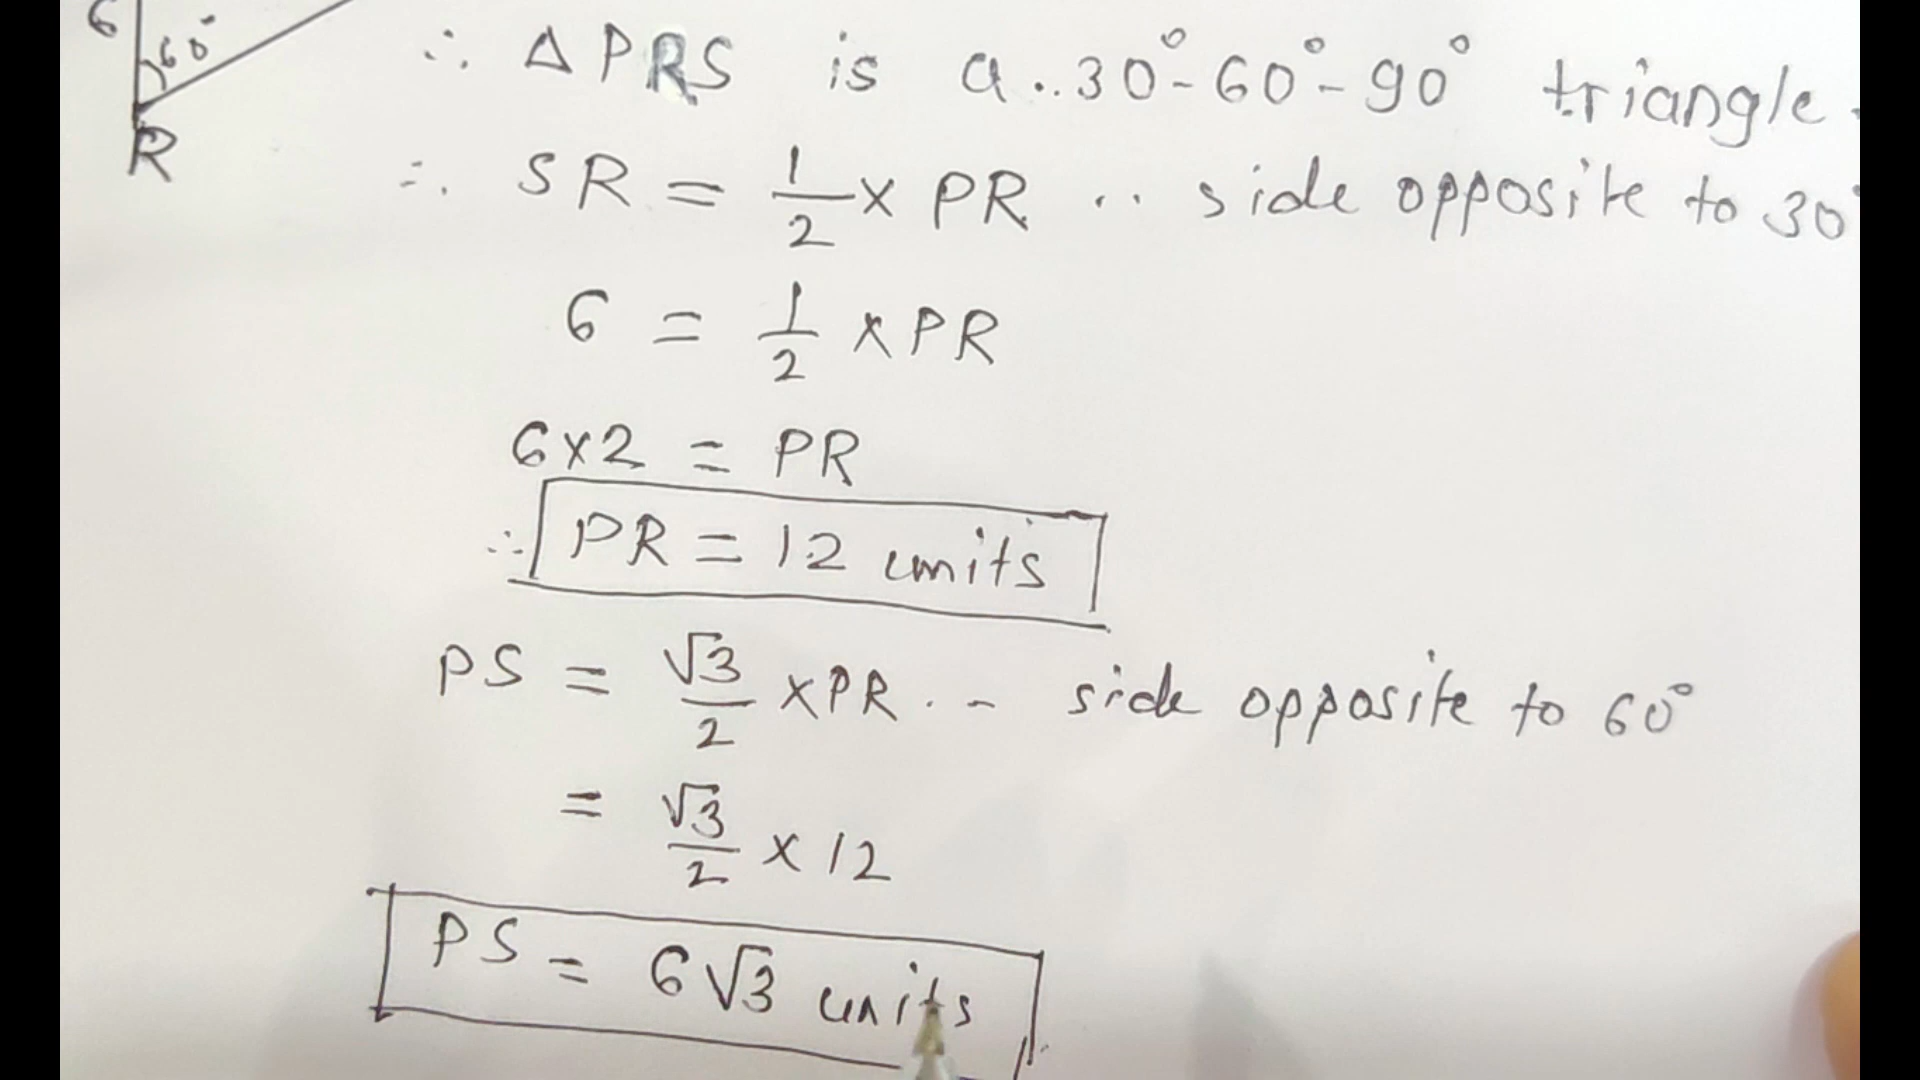 6
60°
R
∴ Δ PRS is a .. 30°- 60°- 90° triangle.
∴ SR = 1/2 × PR .. side opposite to 30°
6 = 1/2 × PR
6×2 = PR
∴ PR = 12 units
PS = √3/2 × PR . - side opposite to 60°
= √3/2 × 12
PS = 6√3 units